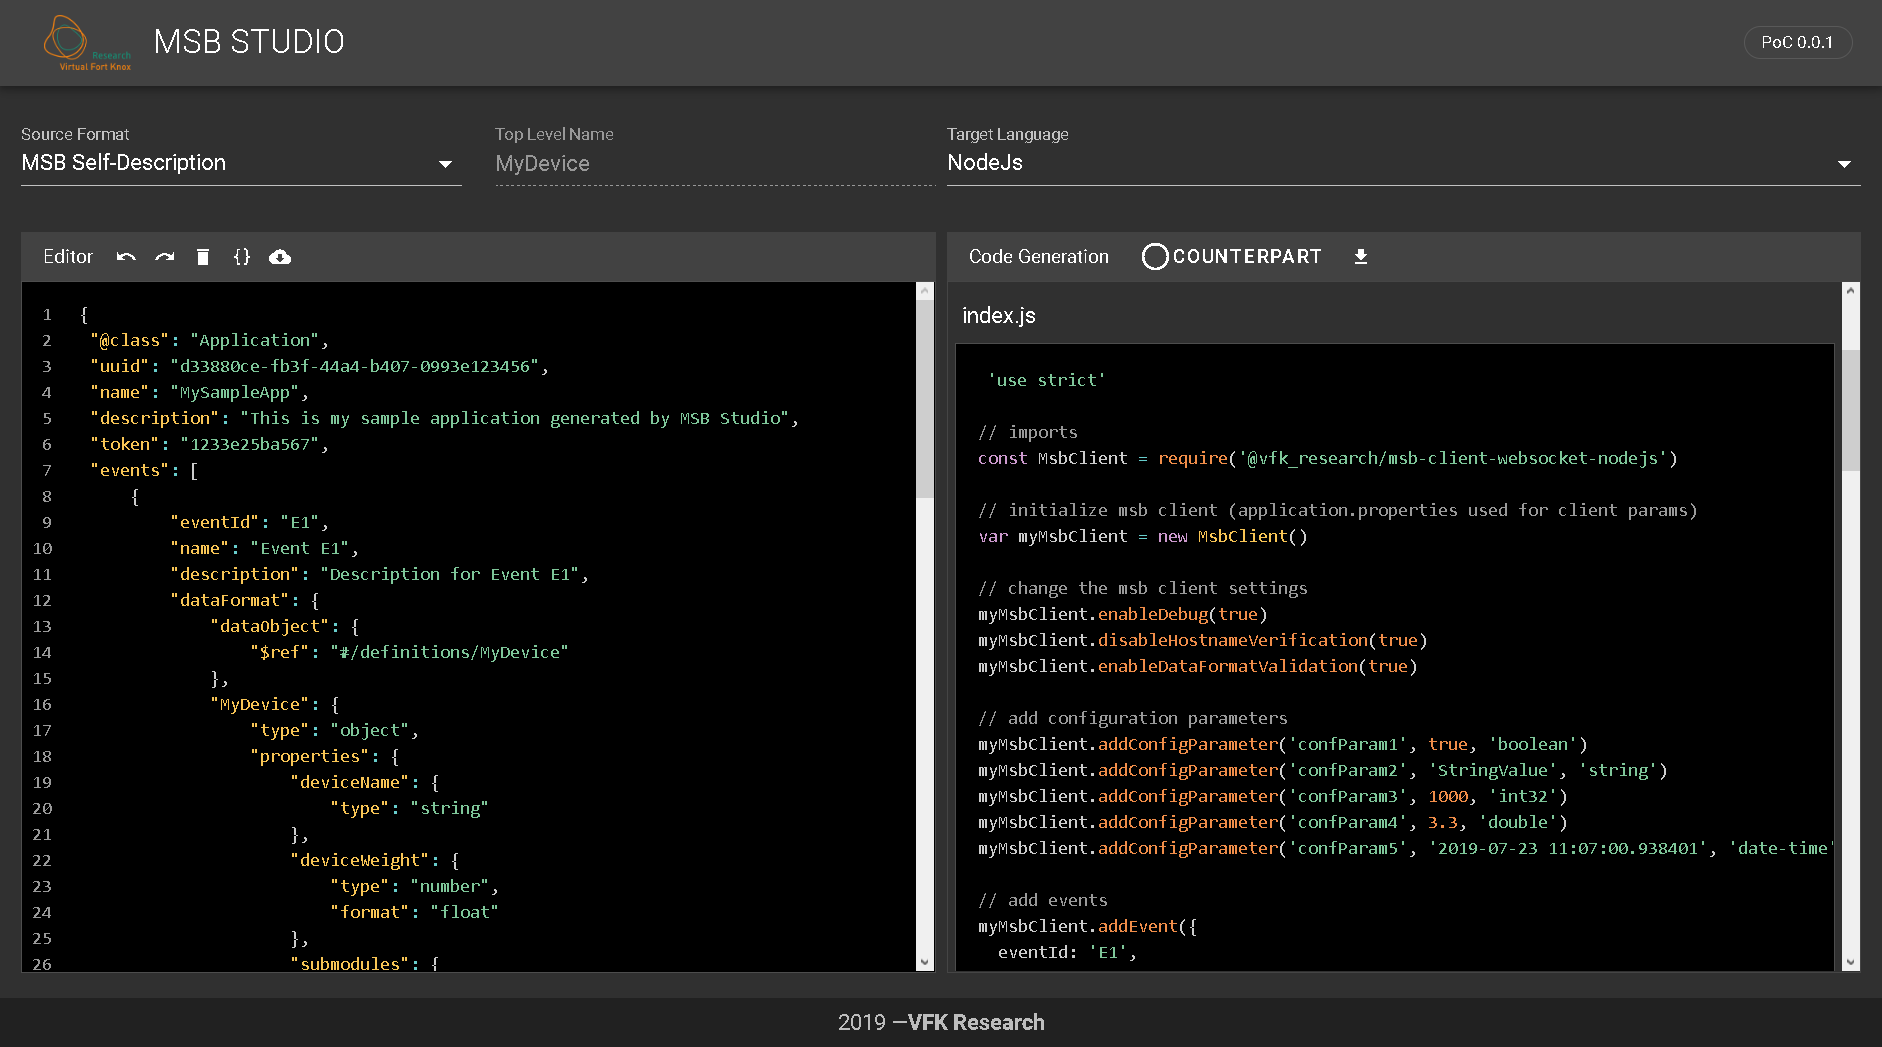 Research
Virtual Fort Knox
MSB STUDIO
PoC 0.0.1
Source Format
MSB Self-Description
Top Level Name
MyDevice
Target Language
NodeJs
Editor
{}
1 {
2 "@class": "Application",
3 "uuid": "d33880ce-fb3f-44a4-b407-0993e123456",
4 "name": "MySampleApp",
5 "description": "This is my sample application generated by MSB Studio",
6 "token": "1233e25ba567",
7 "events": [
8 {
9 "eventId": "E1",
10 "name": "Event E1",
11 "description": "Description for Event E1",
12 "dataFormat": {
13 "dataObject": {
14 "$ref": "#/definitions/MyDevice"
15 },
16 "MyDevice": {
17 "type": "object",
18 "properties": {
19 "deviceName": {
20 "type": "string"
21 },
22 "deviceWeight": {
23 "type": "number",
24 "format": "float"
25 },
26 "submodules": {
Code Generation
COUNTERPART
index.js
'use strict'
// imports
const MsbClient = require('@vfk_research/msb-client-websocket-nodejs')
// initialize msb client (application.properties used for client params)
var myMsbClient = new MsbClient()
// change the msb client settings
myMsbClient.enableDebug(true)
myMsbClient.disableHostnameVerification(true)
myMsbClient.enableDataFormatValidation(true)
// add configuration parameters
myMsbClient.addConfigParameter('confParam1', true, 'boolean')
myMsbClient.addConfigParameter('confParam2', 'StringValue', 'string')
myMsbClient.addConfigParameter('confParam3', 1000, 'int32')
myMsbClient.addConfigParameter('confParam4', 3.3, 'double')
myMsbClient.addConfigParameter('confParam5', '2019-07-23 11:07:00.938401', 'date-time'
// add events
myMsbClient.addEvent({
eventId: 'E1',
2019 —VFK Research